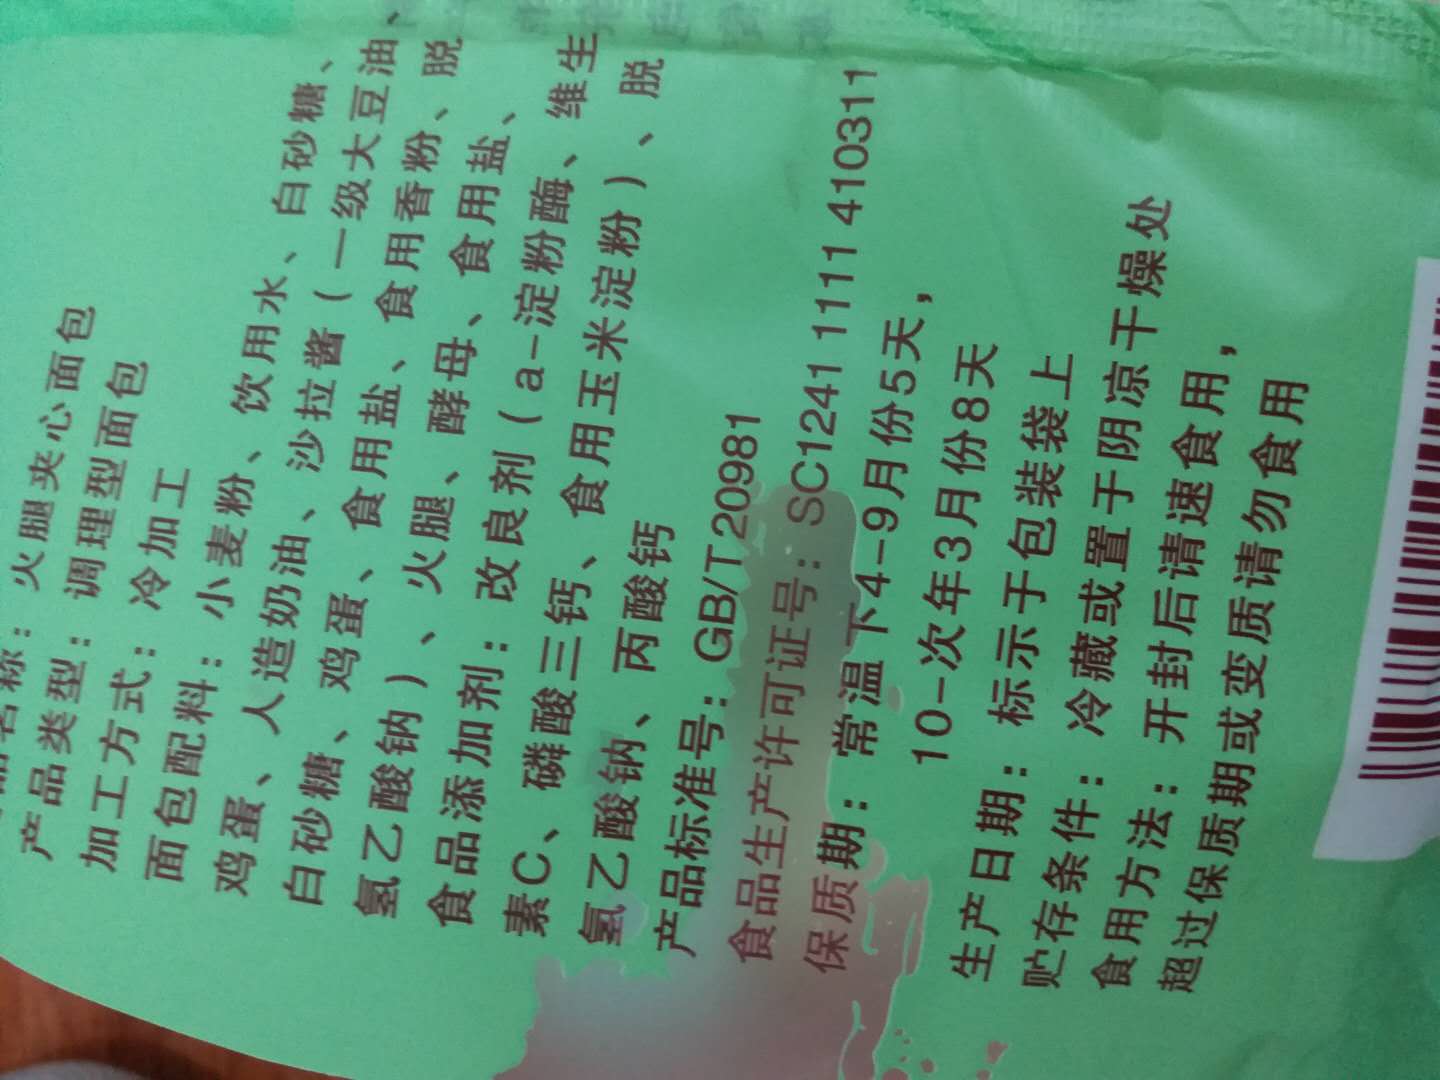 品名称：火腿夹心面包
产品类型：调理型面包
加工方式：冷加工
面包配料：小麦粉、饮用水、白砂糖、
鸡蛋、人造奶油、沙拉酱（一级大豆油、
白砂糖、鸡蛋、食用盐、食用香粉、脱
氢乙酸钠）、火腿、酵母、食用盐、
食品添加剂：改良剂（a-淀粉酶、维生
素C、磷酸三钙、食用玉米淀粉）、脱
氢乙酸钠、丙酸钙
产品标准号：GB/T20981
食品生产许可证号：SC1241111141​0311
保质期：常温下4-9月份5天，
10-次年3月份8天
生产日期：标示于包装袋上
贮存条件：冷藏或置于阴凉干燥处
食用方法：开封后请速食用，
超过保质期或变质请勿食用